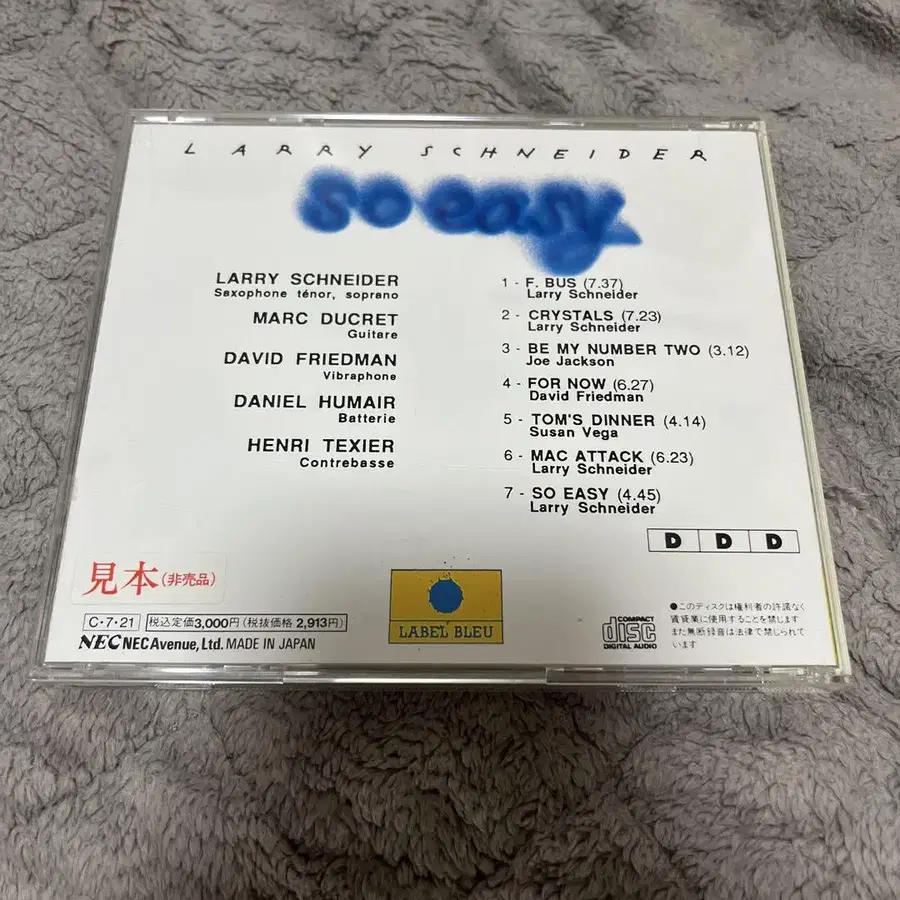 LARRY SCHNEIDER
so easy
LARRY SCHNEIDER
Saxophone ténor, soprano
MARC DUCRET
Guitare
DAVID FRIEDMAN
Vibraphone
DANIEL HUMAIR
Batterie
HENRI TEXIER
Contrebasse
1 - F. BUS (7.37)
Larry Schneider
2 - CRYSTALS (7.23)
Larry Schneider
3 - BE MY NUMBER TWO (3.12)
Joe Jackson
4 - FOR NOW (6.27)
David Friedman
5 - TOM'S DINNER (4.14)
Susan Vega
6 - MAC ATTACK (6.23)
Larry Schneider
7 - SO EASY (4.45)
Larry Schneider
D D D
見本(非売品)
C・7・21 税込定価3,000円(税抜価格 2,913円)
NEC NEC Avenue, Ltd. MADE IN JAPAN
LABEL BLEU
COMPACT
disc
DIGITAL AUDIO
●このディスクは権利者の許諾なく
賃貸業に使用することを禁じます
また無断録音は法律で禁じられて
います